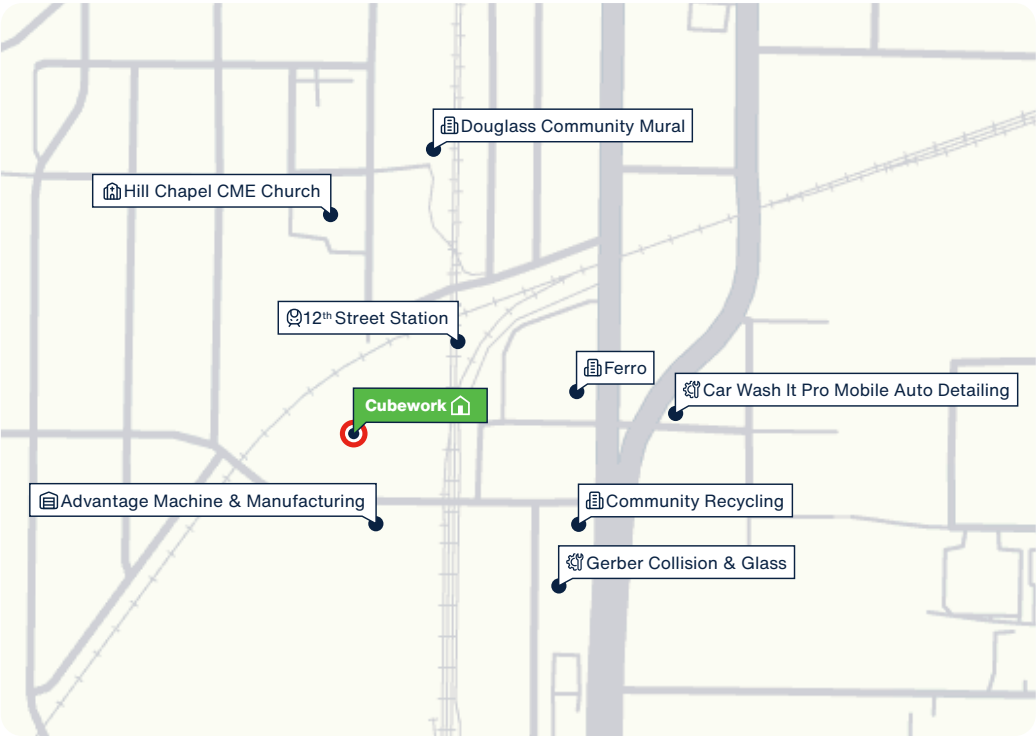 Douglass Community Mural
Hill Chapel CME Church
12th Street Station
Ferro
Car Wash It Pro Mobile Auto Detailing
Cubework
Advantage Machine & Manufacturing
Community Recycling
Gerber Collision & Glass